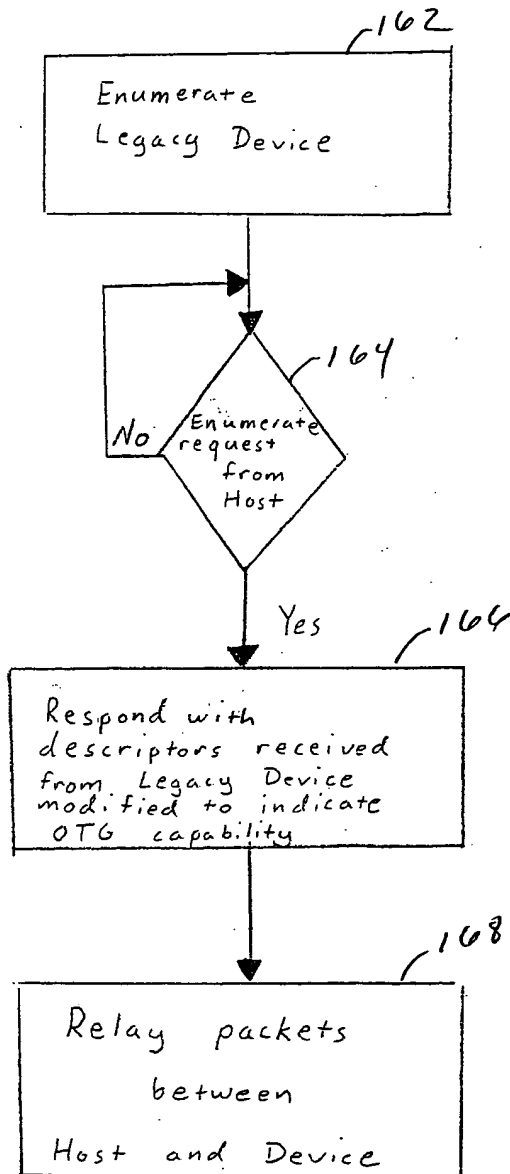 162
Enumerate
Legacy Device
164
Enumerate
request
from
Host
No
Yes
166
Respond with
descriptors received
from Legacy Device
modified to indicate
OTG capability
168
Relay packets
between
Host and Device